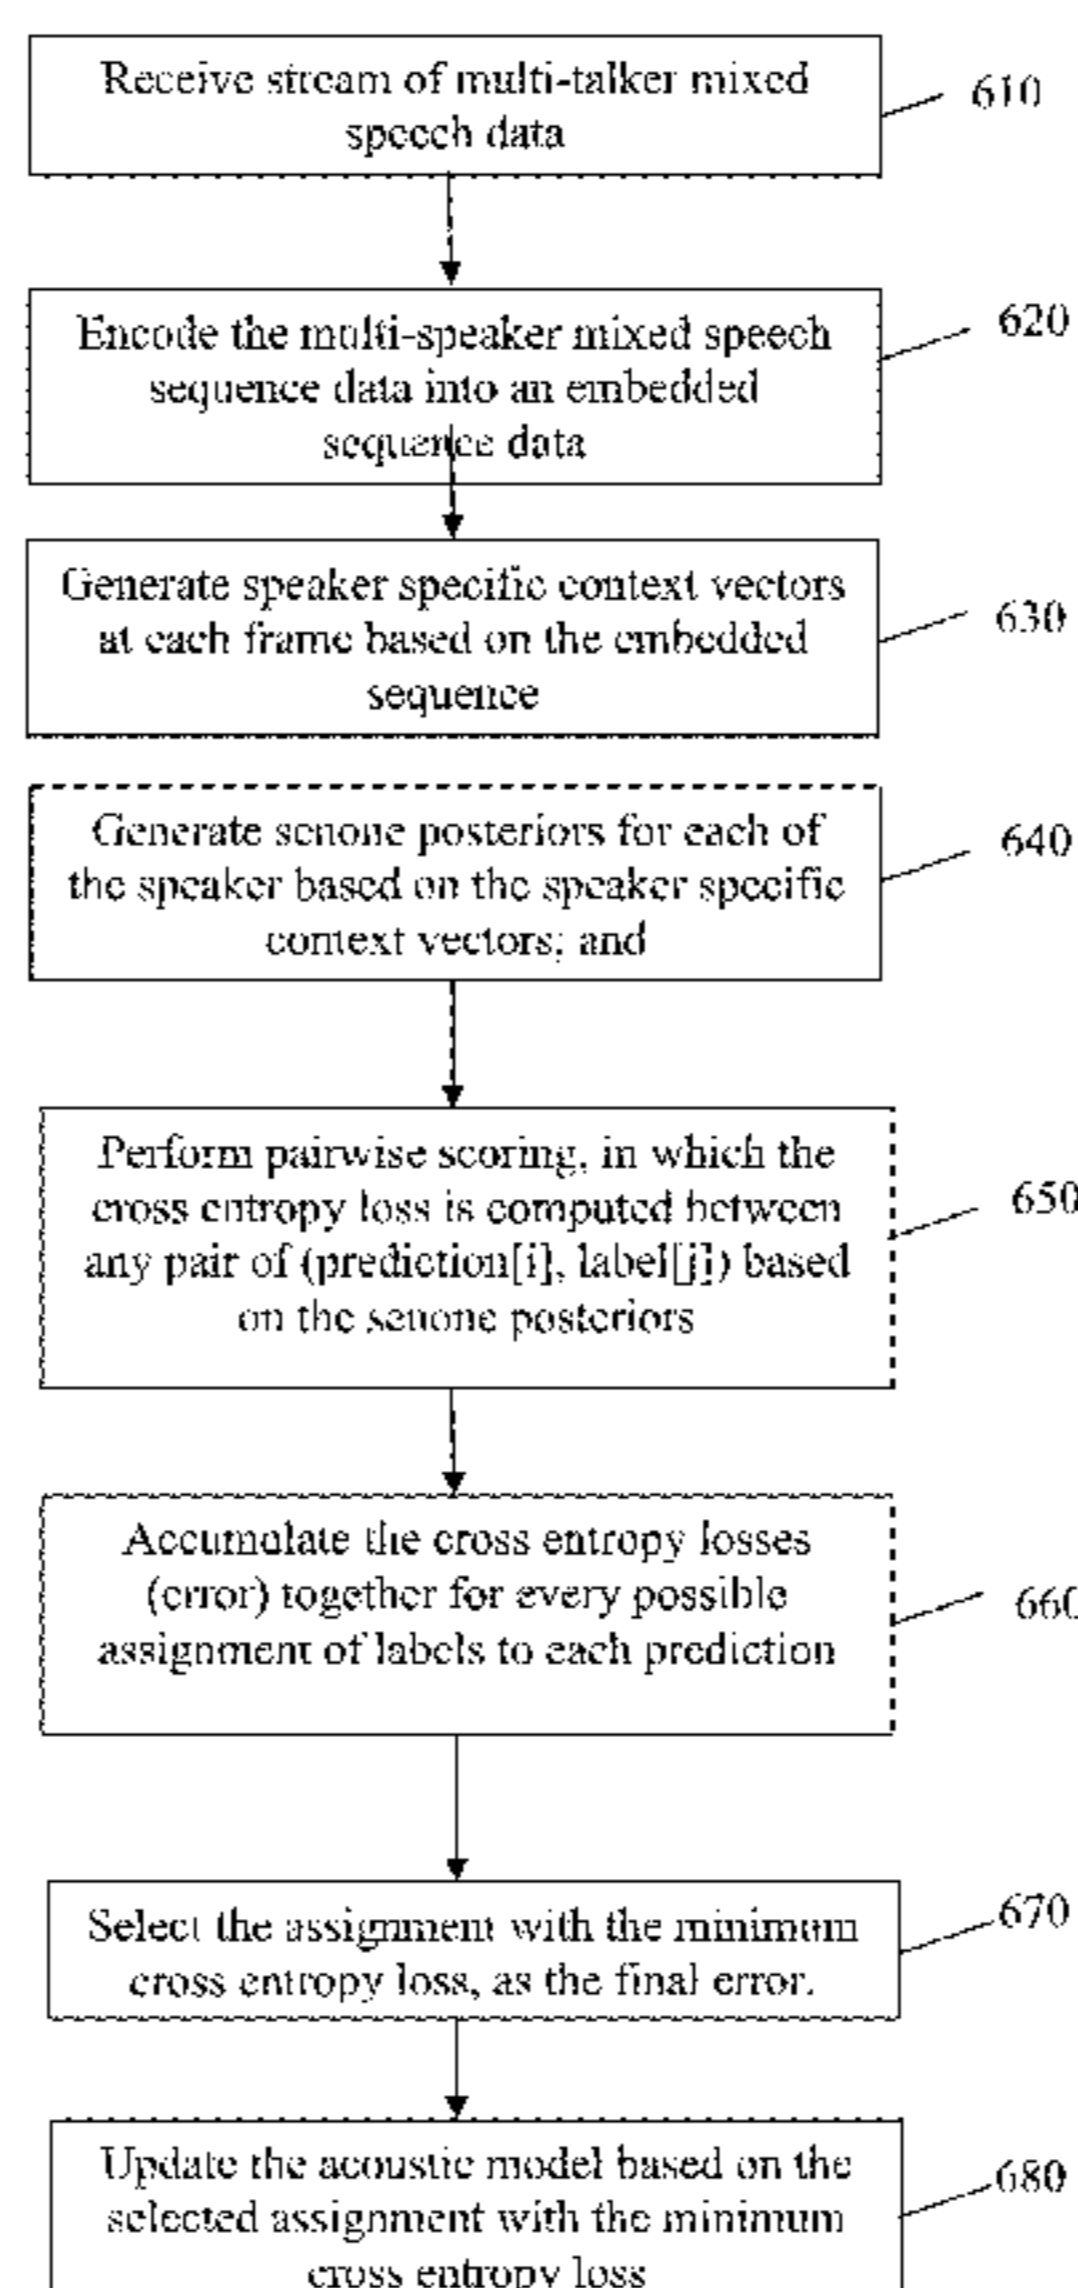 Receive stream of multi-talker mixed
speech data
610
Encode the multi-speaker mixed speech
sequence data into an embedded
sequence data
620
Generate speaker specific context vectors
at each frame based on the embedded
sequence
630
Generate senone posteriors for each of
the speaker based on the speaker specific
context vectors; and
640
Perform pairwise scoring, in which the
cross entropy loss is computed between
any pair of (prediction[i], label[j]) based
on the senone posteriors
650
Accumulate the cross entropy losses
(error) together for every possible
assignment of labels to each prediction
660
Select the assignment with the minimum
cross entropy loss, as the final error.
670
Update the acoustic model based on the
selected assignment with the minimum
cross entropy loss
680